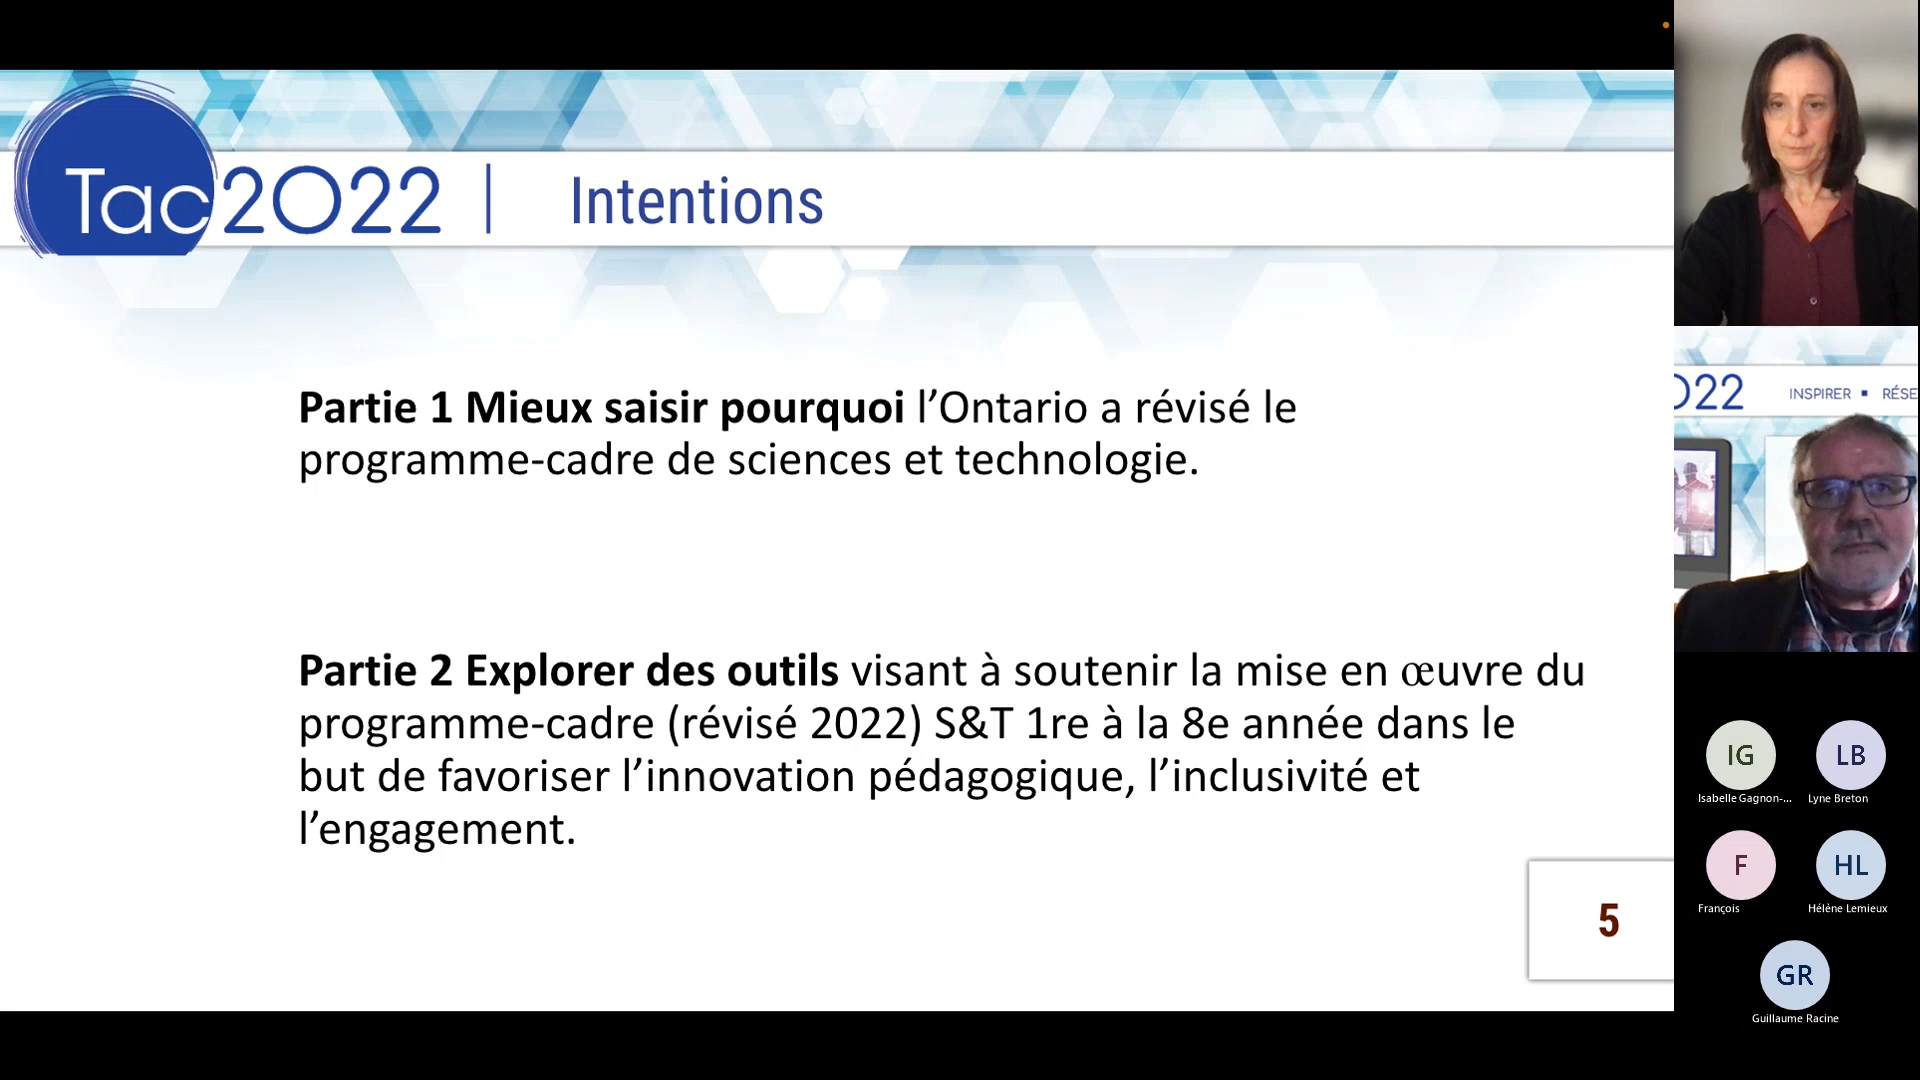 Tac2022
Intentions
Partie 1 Mieux saisir pourquoi l’Ontario a révisé le
programme-cadre de sciences et technologie.
Partie 2 Explorer des outils visant à soutenir la mise en œuvre du
programme-cadre (révisé 2022) S&T 1re à la 8e année dans le
but de favoriser l’innovation pédagogique, l’inclusivité et
l’engagement.
5
022
INSPIRER ▪ RÉSE
IG
Isabelle Gagnon-...
LB
Lyne Breton
F
François
HL
Hélène Lemieux
GR
Guillaume Racine